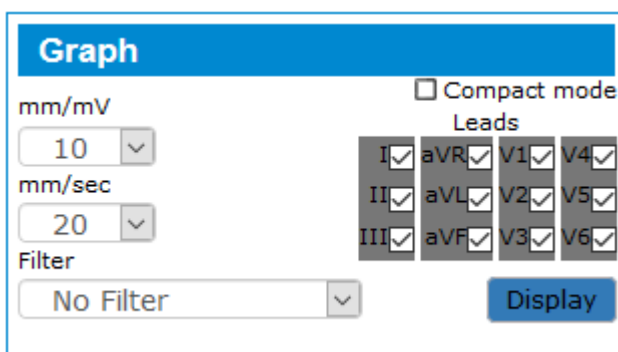 Graph
Compact mode
mm/mV
Leads
10
I aVR V1 V4
mm/sec
II aVL V2 V5
20
III aVF V3 V6
Filter
No Filter
Display